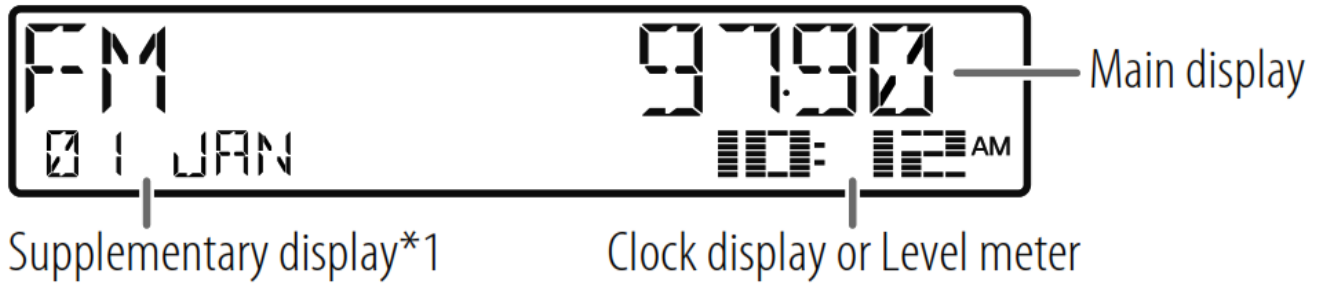 FM 97.90
Main display
01 JAN 10:12 AM
Supplementary display*1
Clock display or Level meter